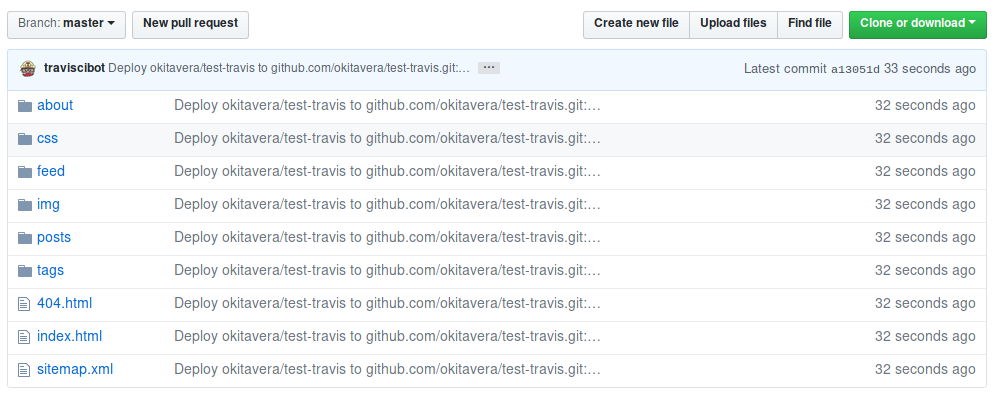 Branch: master New pull request Create new file Upload files Find file Clone or download
traviscibot Deploy okitavera/test-travis to github.com/okitavera/test-travis.git:… … Latest commit a13051d 33 seconds ago
about Deploy okitavera/test-travis to github.com/okitavera/test-travis.git:… 32 seconds ago
css Deploy okitavera/test-travis to github.com/okitavera/test-travis.git:… 32 seconds ago
feed Deploy okitavera/test-travis to github.com/okitavera/test-travis.git:… 32 seconds ago
img Deploy okitavera/test-travis to github.com/okitavera/test-travis.git:… 32 seconds ago
posts Deploy okitavera/test-travis to github.com/okitavera/test-travis.git:… 32 seconds ago
tags Deploy okitavera/test-travis to github.com/okitavera/test-travis.git:… 32 seconds ago
404.html Deploy okitavera/test-travis to github.com/okitavera/test-travis.git:… 32 seconds ago
index.html Deploy okitavera/test-travis to github.com/okitavera/test-travis.git:… 32 seconds ago
sitemap.xml Deploy okitavera/test-travis to github.com/okitavera/test-travis.git:… 32 seconds ago